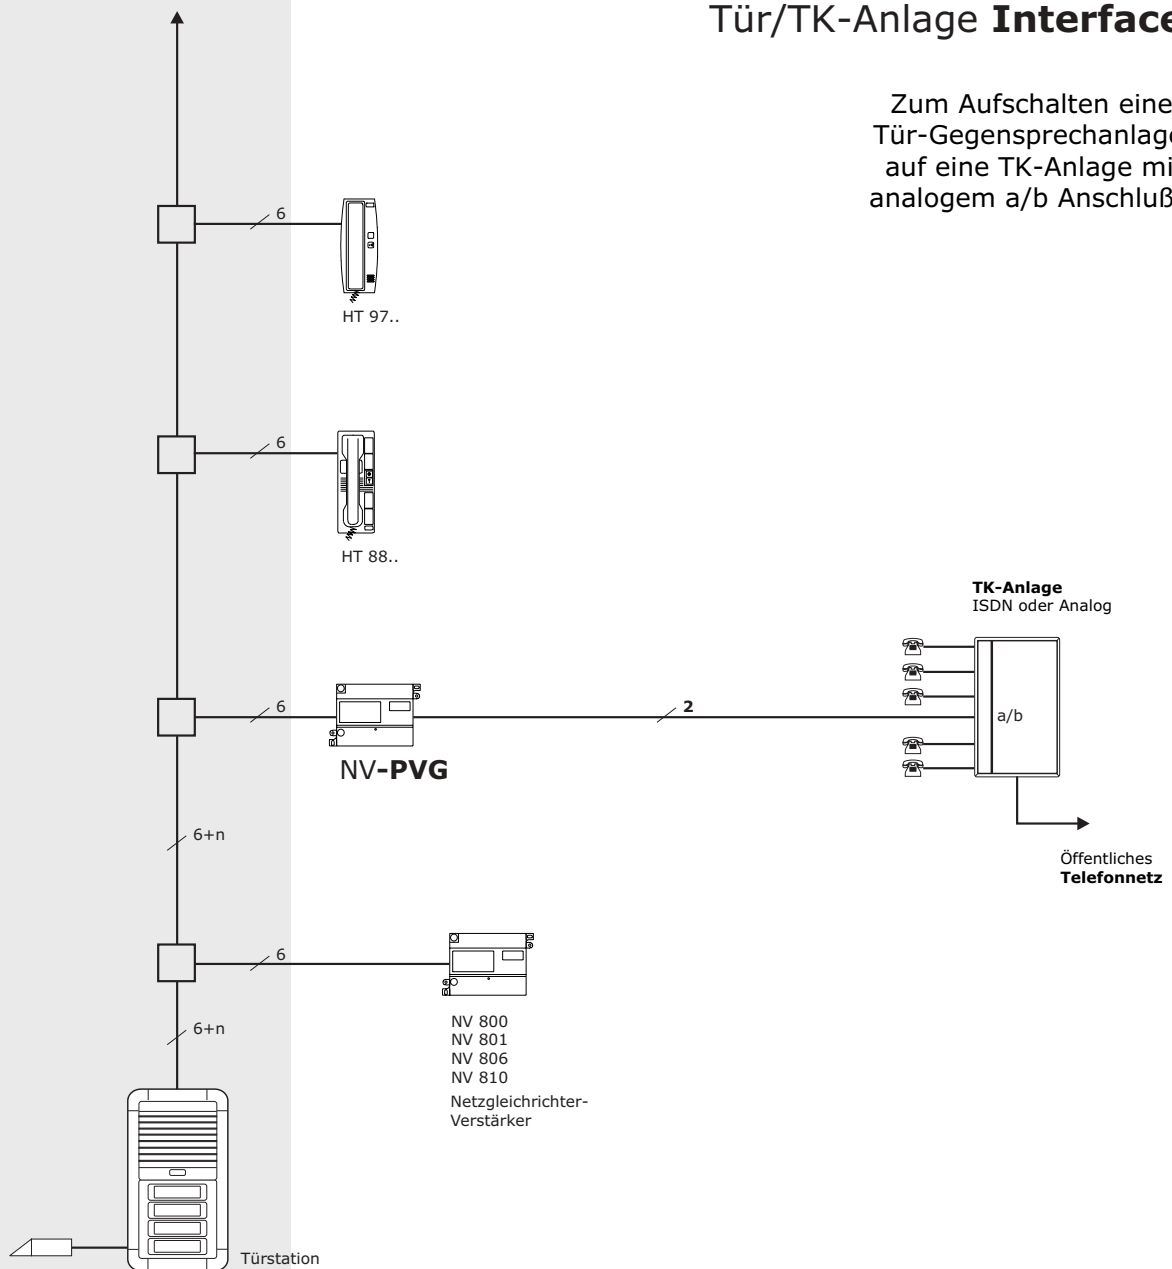 Tür/TK-Anlage Interface
Zum Aufschalten eine
Tür-Gegensprechanlage
auf eine TK-Anlage mi
analogem a/b Anschluß
6
HT 97..
6
HT 88..
TK-Anlage
ISDN oder Analog
6
2
a/b
NV-PVG
6+n
Öffentliches
Telefonnetz
6
6+n
NV 800
NV 801
NV 806
NV 810
Netzgleichrichter-
Verstärker
Türstation